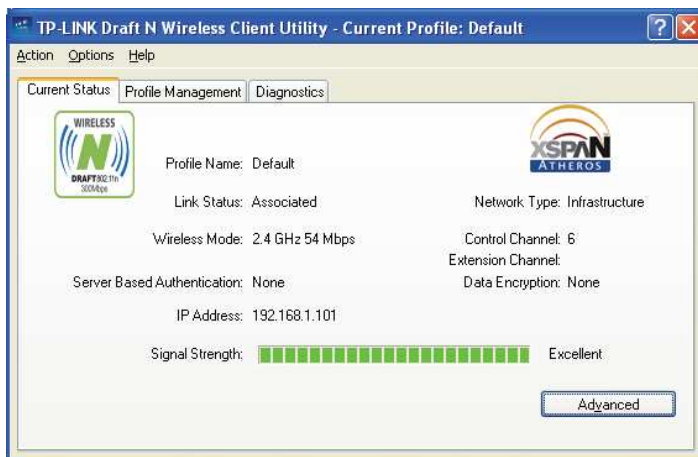 TP-LINK Draft N Wireless Client Utility - Current Profile: Default
Action Options Help
Current Status Profile Management Diagnostics
WIRELESS
N
DRAFT 802.11n
300Mbps
XSPAN
ATHEROS
Profile Name: Default
Link Status: Associated Network Type: Infrastructure
Wireless Mode: 2.4 GHz 54 Mbps Control Channel: 6
Extension Channel:
Server Based Authentication: None Data Encryption: None
IP Address: 192.168.1.101
Signal Strength: Excellent
Advanced